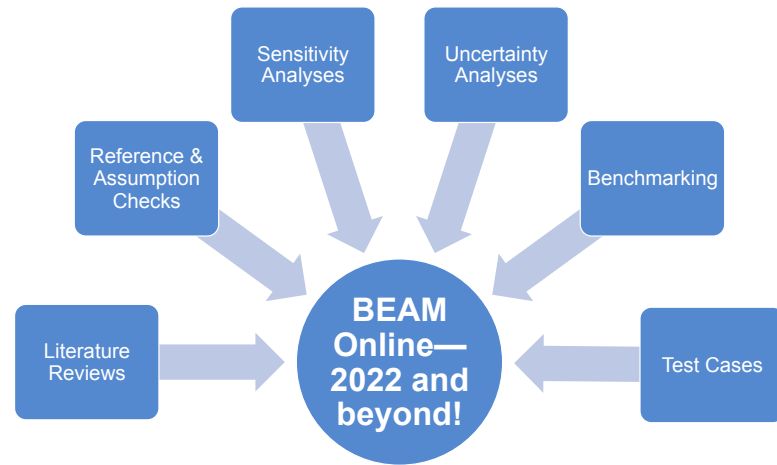 Sensitivity
Analyses
Uncertainty
Analyses
Reference &
Assumption
Checks
Benchmarking
Literature
Reviews
BEAM
Online—
2022 and
beyond!
Test Cases